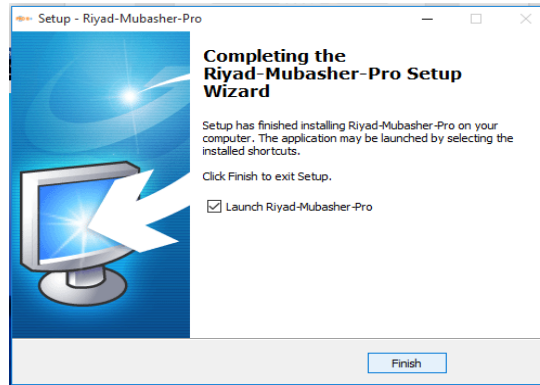 Setup - Riyad-Mubasher-Pro
Completing the
Riyad-Mubasher-Pro Setup
Wizard
Setup has finished installing Riyad-Mubasher-Pro on your
computer. The application may be launched by selecting the
installed shortcuts.
Click Finish to exit Setup.
Launch Riyad-Mubasher-Pro
Finish